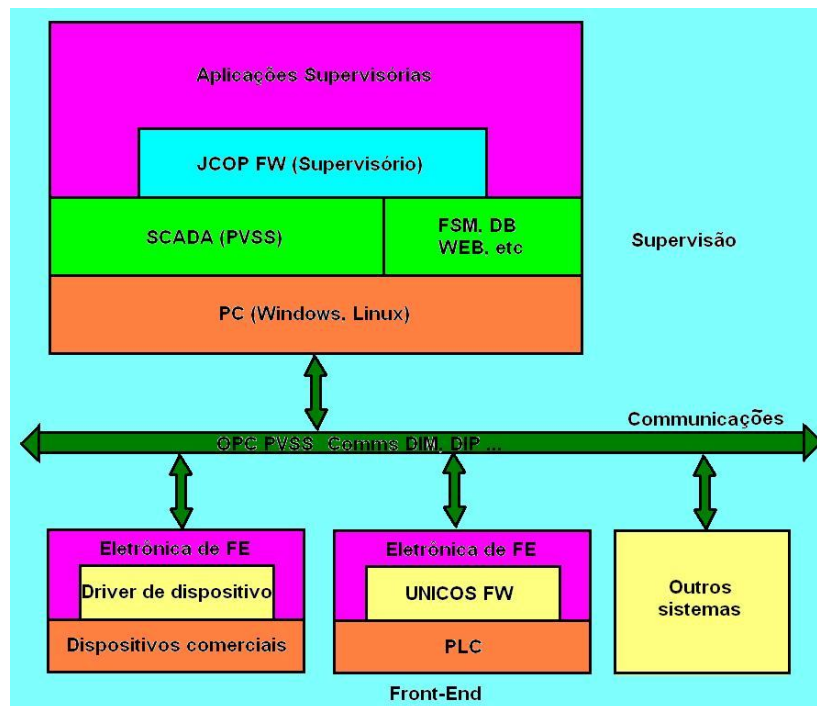 Aplicações Supervisórias
JCOP FW (Supervisório)
SCADA (PVSS)
FSM. DB
WEB. etc
Supervisão
PC (Windows. Linux)
Communicações
OPC PVSS Comms DIM, DIP ...
Eletrônica de FE
Driver de dispositivo
Dispositivos comerciais
Eletrônica de FE
UNICOS FW
PLC
Outros
sistemas
Front-End